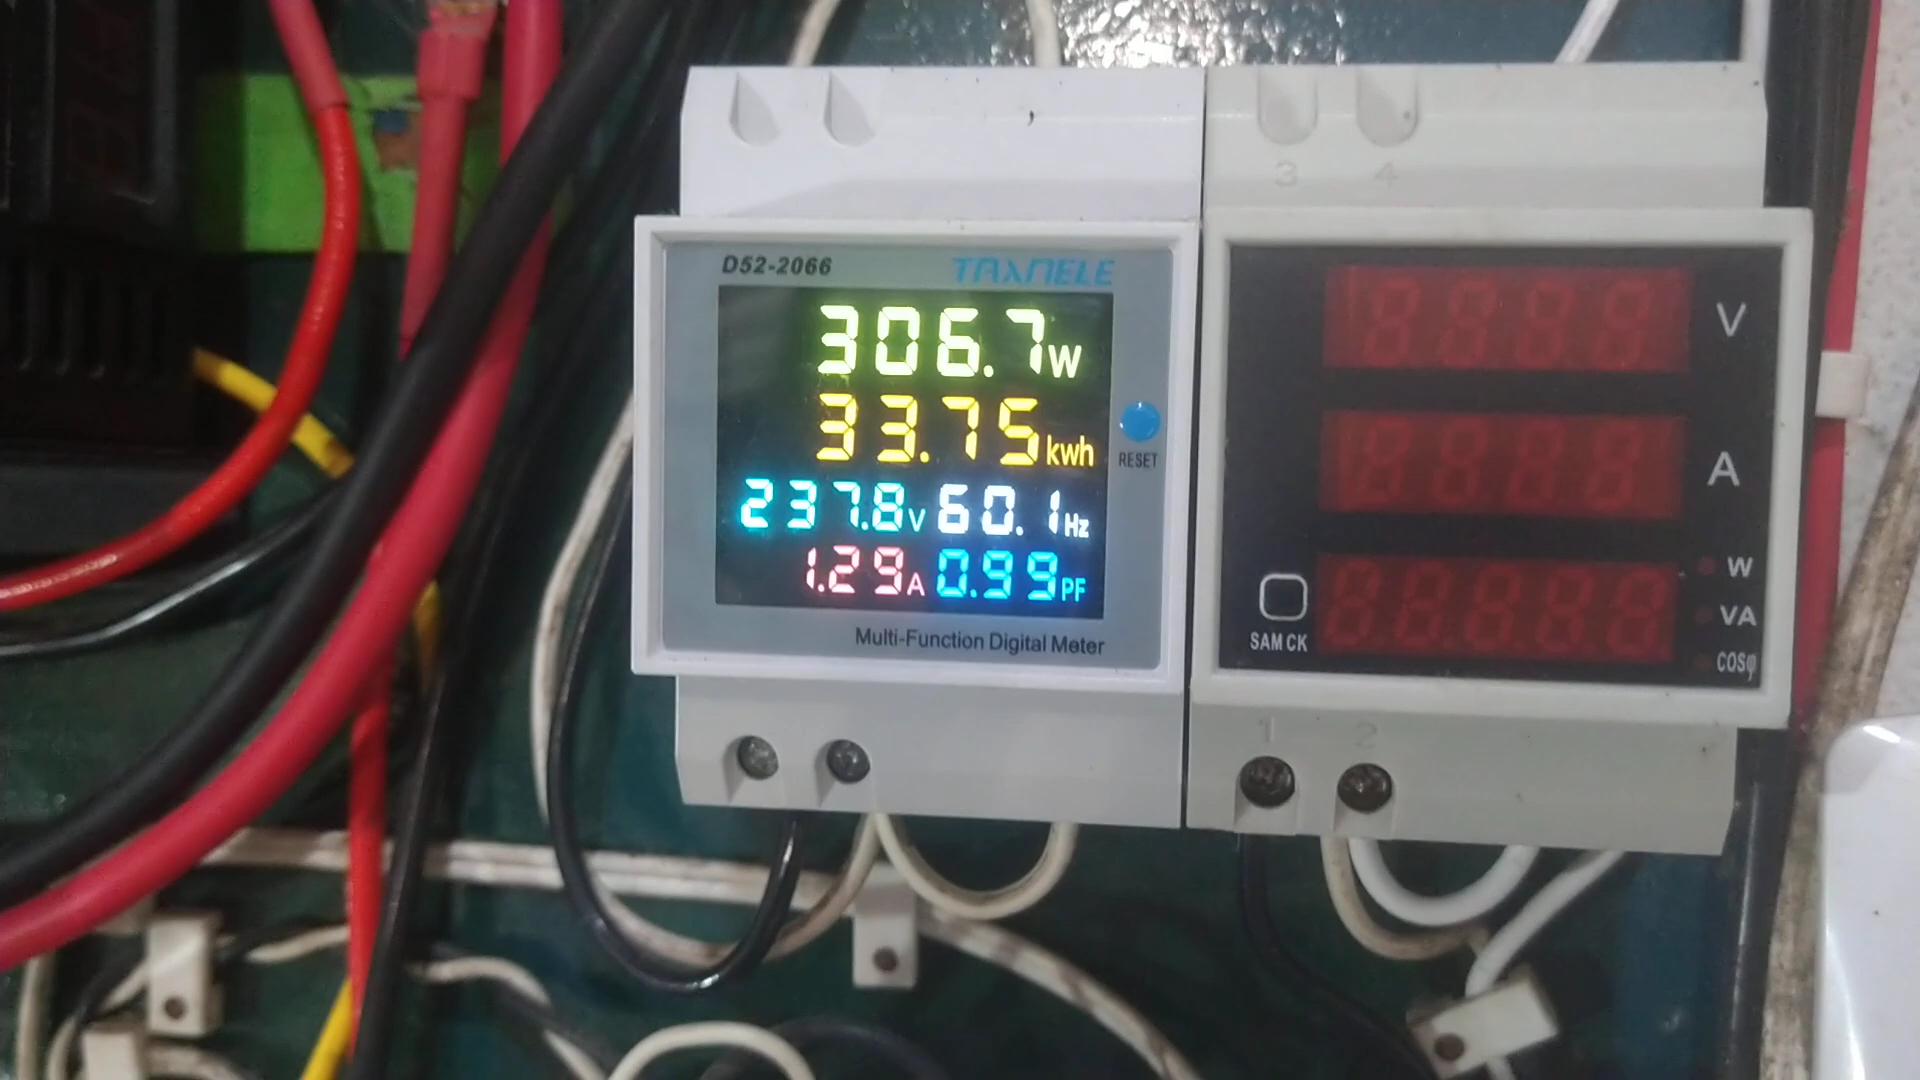 D52-2066 TAXNELE
306.7W
33.75kwh
237.8V 60.1Hz
1.29A 0.99PF
RESET
Multi-Function Digital Meter
3 4
V
A
W
VA
COSφ
SAM CK
1 2